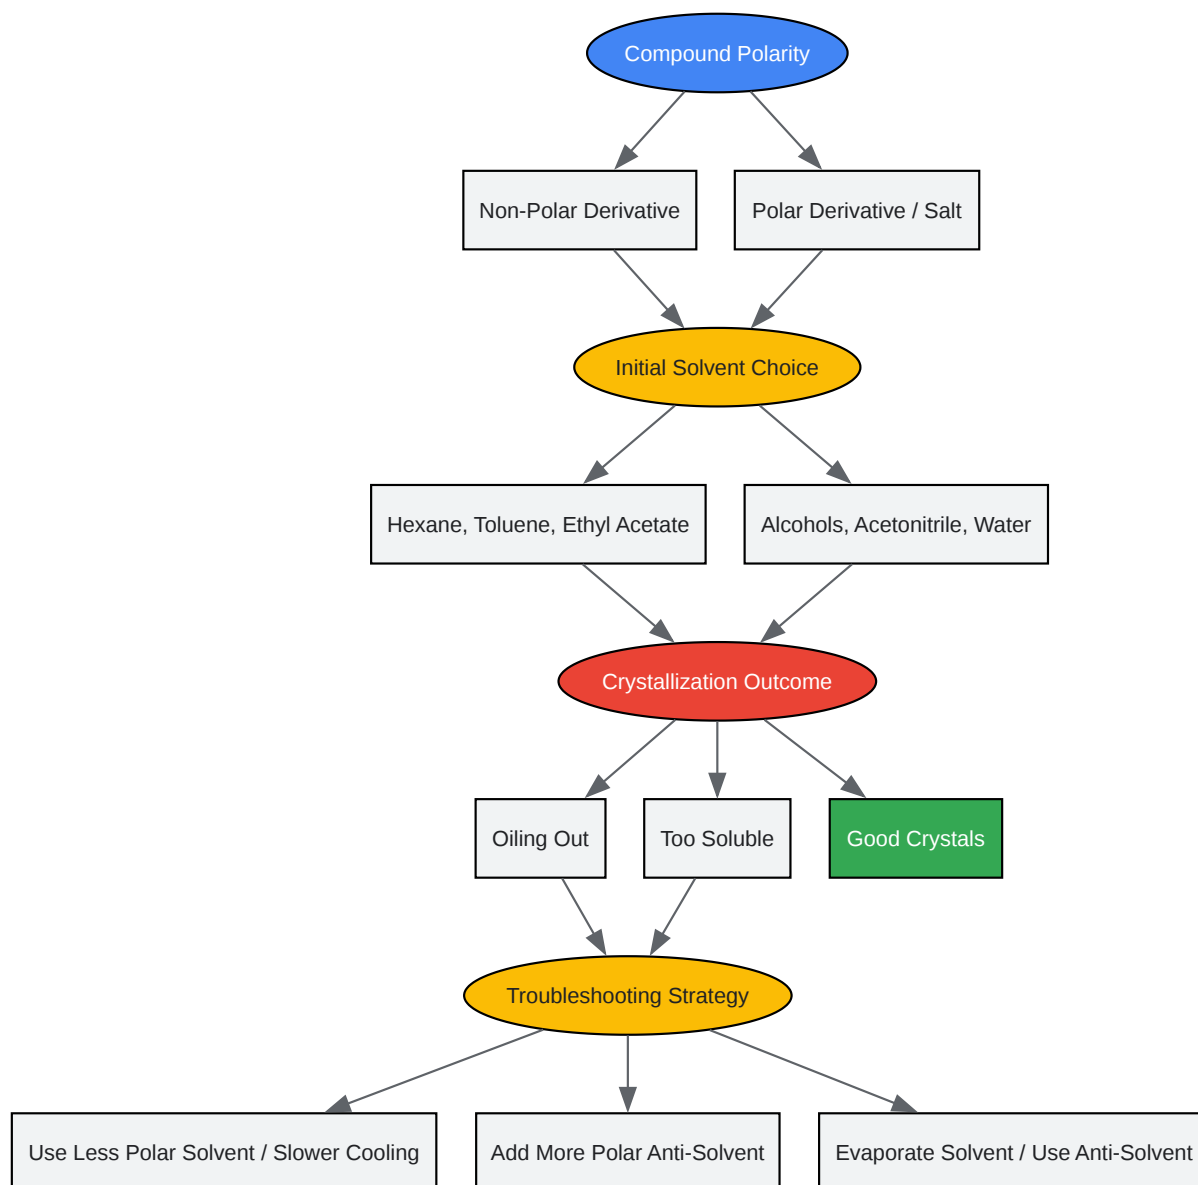 Compound Polarity
Non-Polar Derivative
Polar Derivative / Salt
Initial Solvent Choice
Hexane, Toluene, Ethyl Acetate
Alcohols, Acetonitrile, Water
Crystallization Outcome
Oiling Out
Too Soluble
Good Crystals
Troubleshooting Strategy
Use Less Polar Solvent / Slower Cooling
Add More Polar Anti-Solvent
Evaporate Solvent / Use Anti-Solvent